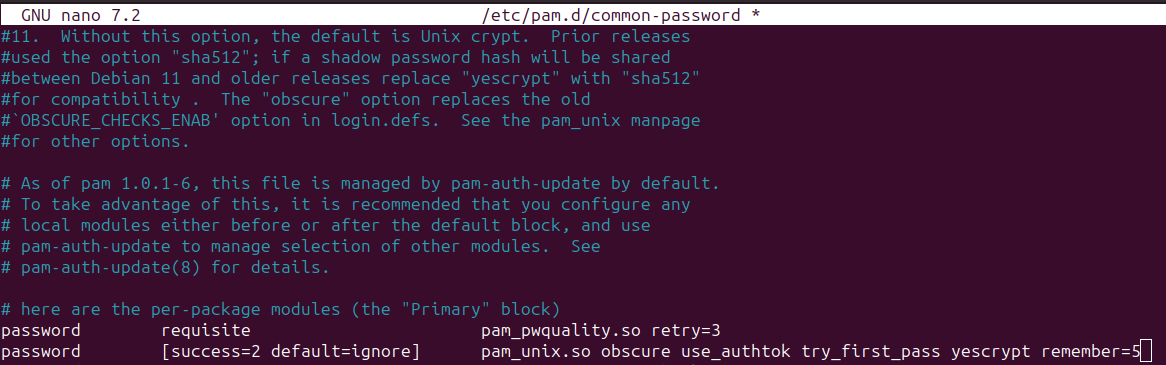 GNU nano 7.2 /etc/pam.d/common-password *
#11.  Without this option, the default is Unix crypt.  Prior releases
#used the option "sha512"; if a shadow password hash will be shared
#between Debian 11 and older releases replace "yescrypt" with "sha512"
#for compatibility .  The "obscure" option replaces the old
#`OBSCURE_CHECKS_ENAB' option in login.defs.  See the pam_unix manpage
#for other options.

# As of pam 1.0.1-6, this file is managed by pam-auth-update by default.
# To take advantage of this, it is recommended that you configure any
# local modules either before or after the default block, and use
# pam-auth-update to manage selection of other modules.  See
# pam-auth-update(8) for details.

# here are the per-package modules (the "Primary" block)
password        requisite                       pam_pwquality.so retry=3
password        [success=2 default=ignore]      pam_unix.so obscure use_authtok try_first_pass yescrypt remember=5